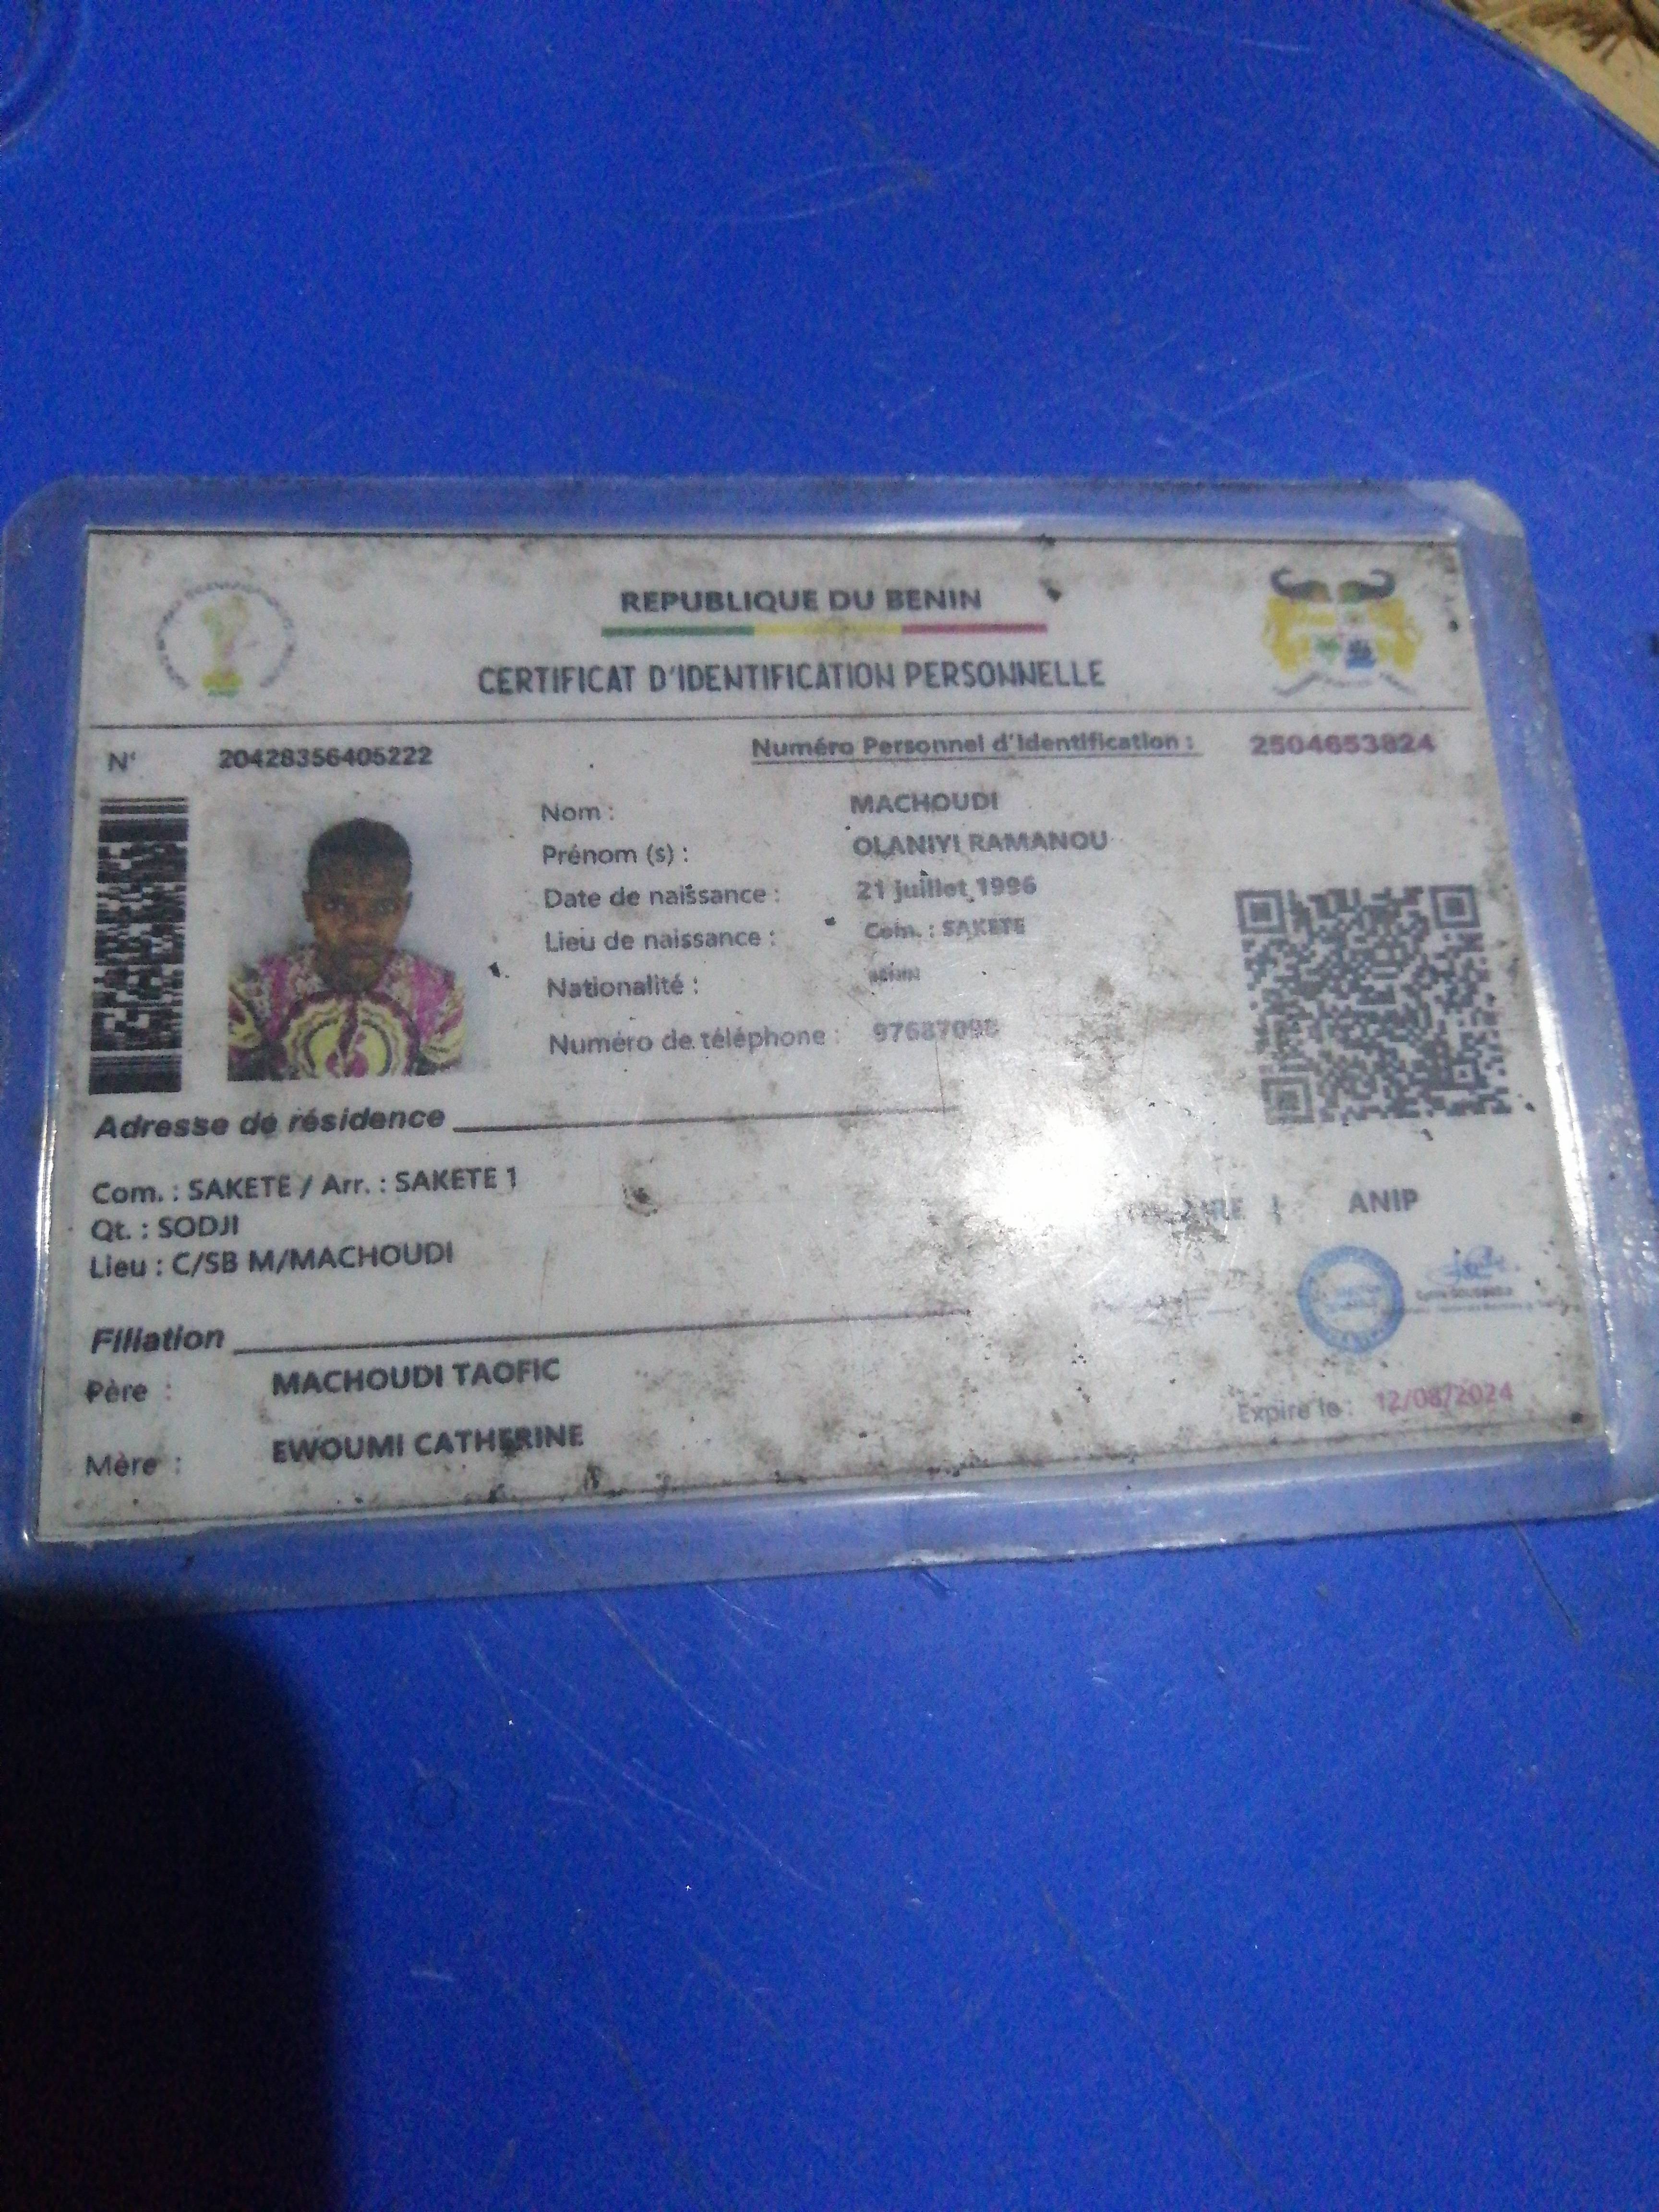 REPUBLIQUE DU BENIN
CERTIFICAT D'IDENTIFICATION PERSONNELLE
N° 20428356405222
Numéro Personnel d'Identification : 2504653824
Nom : MACHOUDI
Prénom (s) : OLANIYI RAMANOU
Date de naissance : 21 juillet 1996
Lieu de naissance : Com. : SAKETE
Nationalité : BENIN
Numéro de téléphone :
Adresse de résidence
Com. : SAKETE / Arr. : SAKETE 1
Qt. : SODJI
Lieu : C/SB M/MACHOUDI
ANIP
Filiation
Père : MACHOUDI TAOFIC
Mère : EWOUMI CATHERINE
Expire le : 12/08/2024